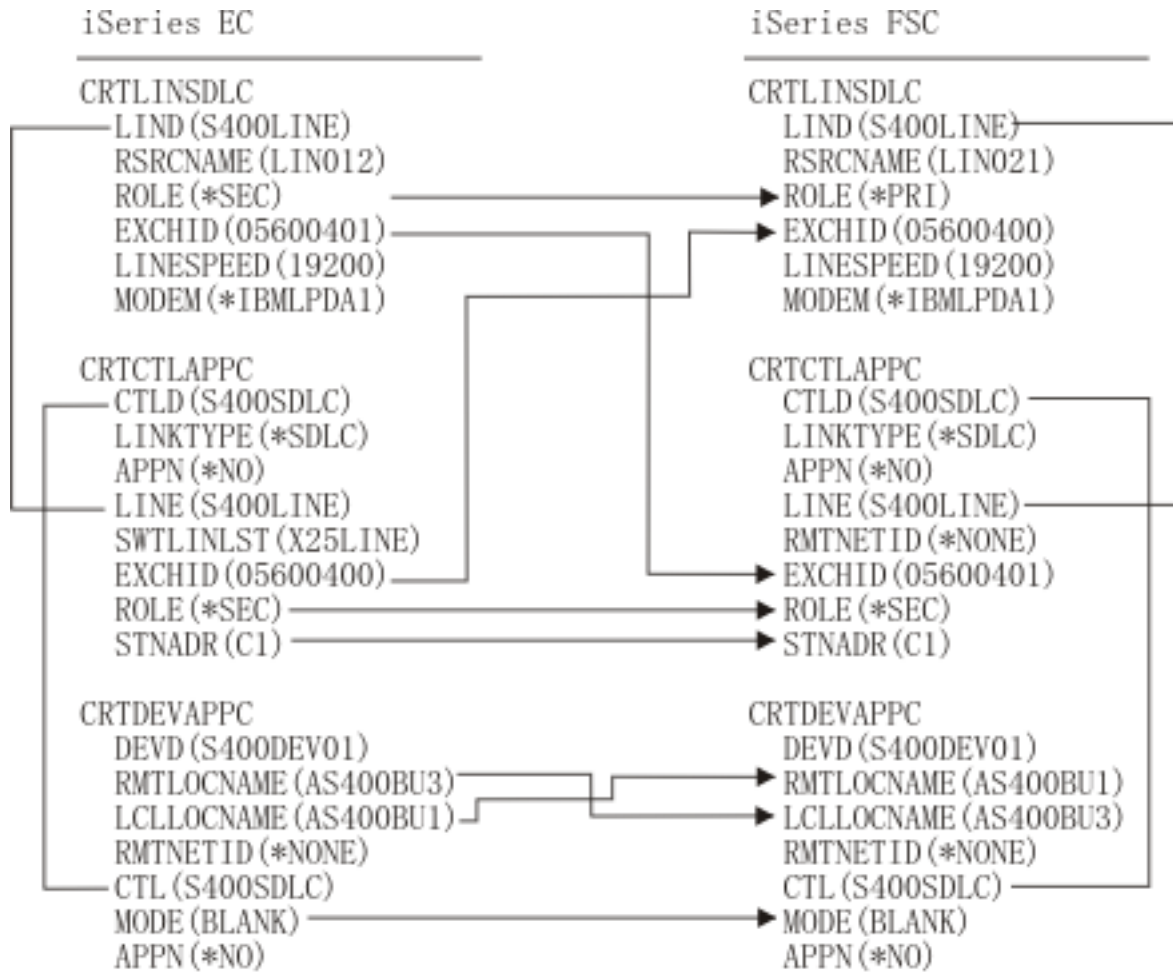 iSeries EC
CRTLINSDLC
LIND(S400LINE)
RSRCNAME(LIN012)
ROLE(*SEC)
EXCHID(05600401)
LINESPEED(19200)
MODEM(*IBMLPDA1)
CRTCTLAPPC
CTLD(S400SDLC)
LINKTYPE(*SDLC)
APPN(*NO)
LINE(S400LINE)
SWTLINLST(X25LINE)
EXCHID(05600400)
ROLE(*SEC)
STNADR(C1)
CRTDEVAPPC
DEVD(S400DEV01)
RMTLOCNAME(AS400BU3)
LCLLOCNAME(AS400BU1)
RMTNETID(*NONE)
CTL(S400SDLC)
MODE(BLANK)
APPN(*NO)
iSeries FSC
CRTLINSDLC
LIND(S400LINE)
RSRCNAME(LIN021)
ROLE(*PRI)
EXCHID(05600400)
LINESPEED(19200)
MODEM(*IBMLPDA1)
CRTCTLAPPC
CTLD(S400SDLC)
LINKTYPE(*SDLC)
APPN(*NO)
LINE(S400LINE)
RMTNETID(*NONE)
EXCHID(05600401)
ROLE(*SEC)
STNADR(C1)
CRTDEVAPPC
DEVD(S400DEV01)
RMTLOCNAME(AS400BU1)
LCLLOCNAME(AS400BU3)
RMTNETID(*NONE)
CTL(S400SDLC)
MODE(BLANK)
APPN(*NO)